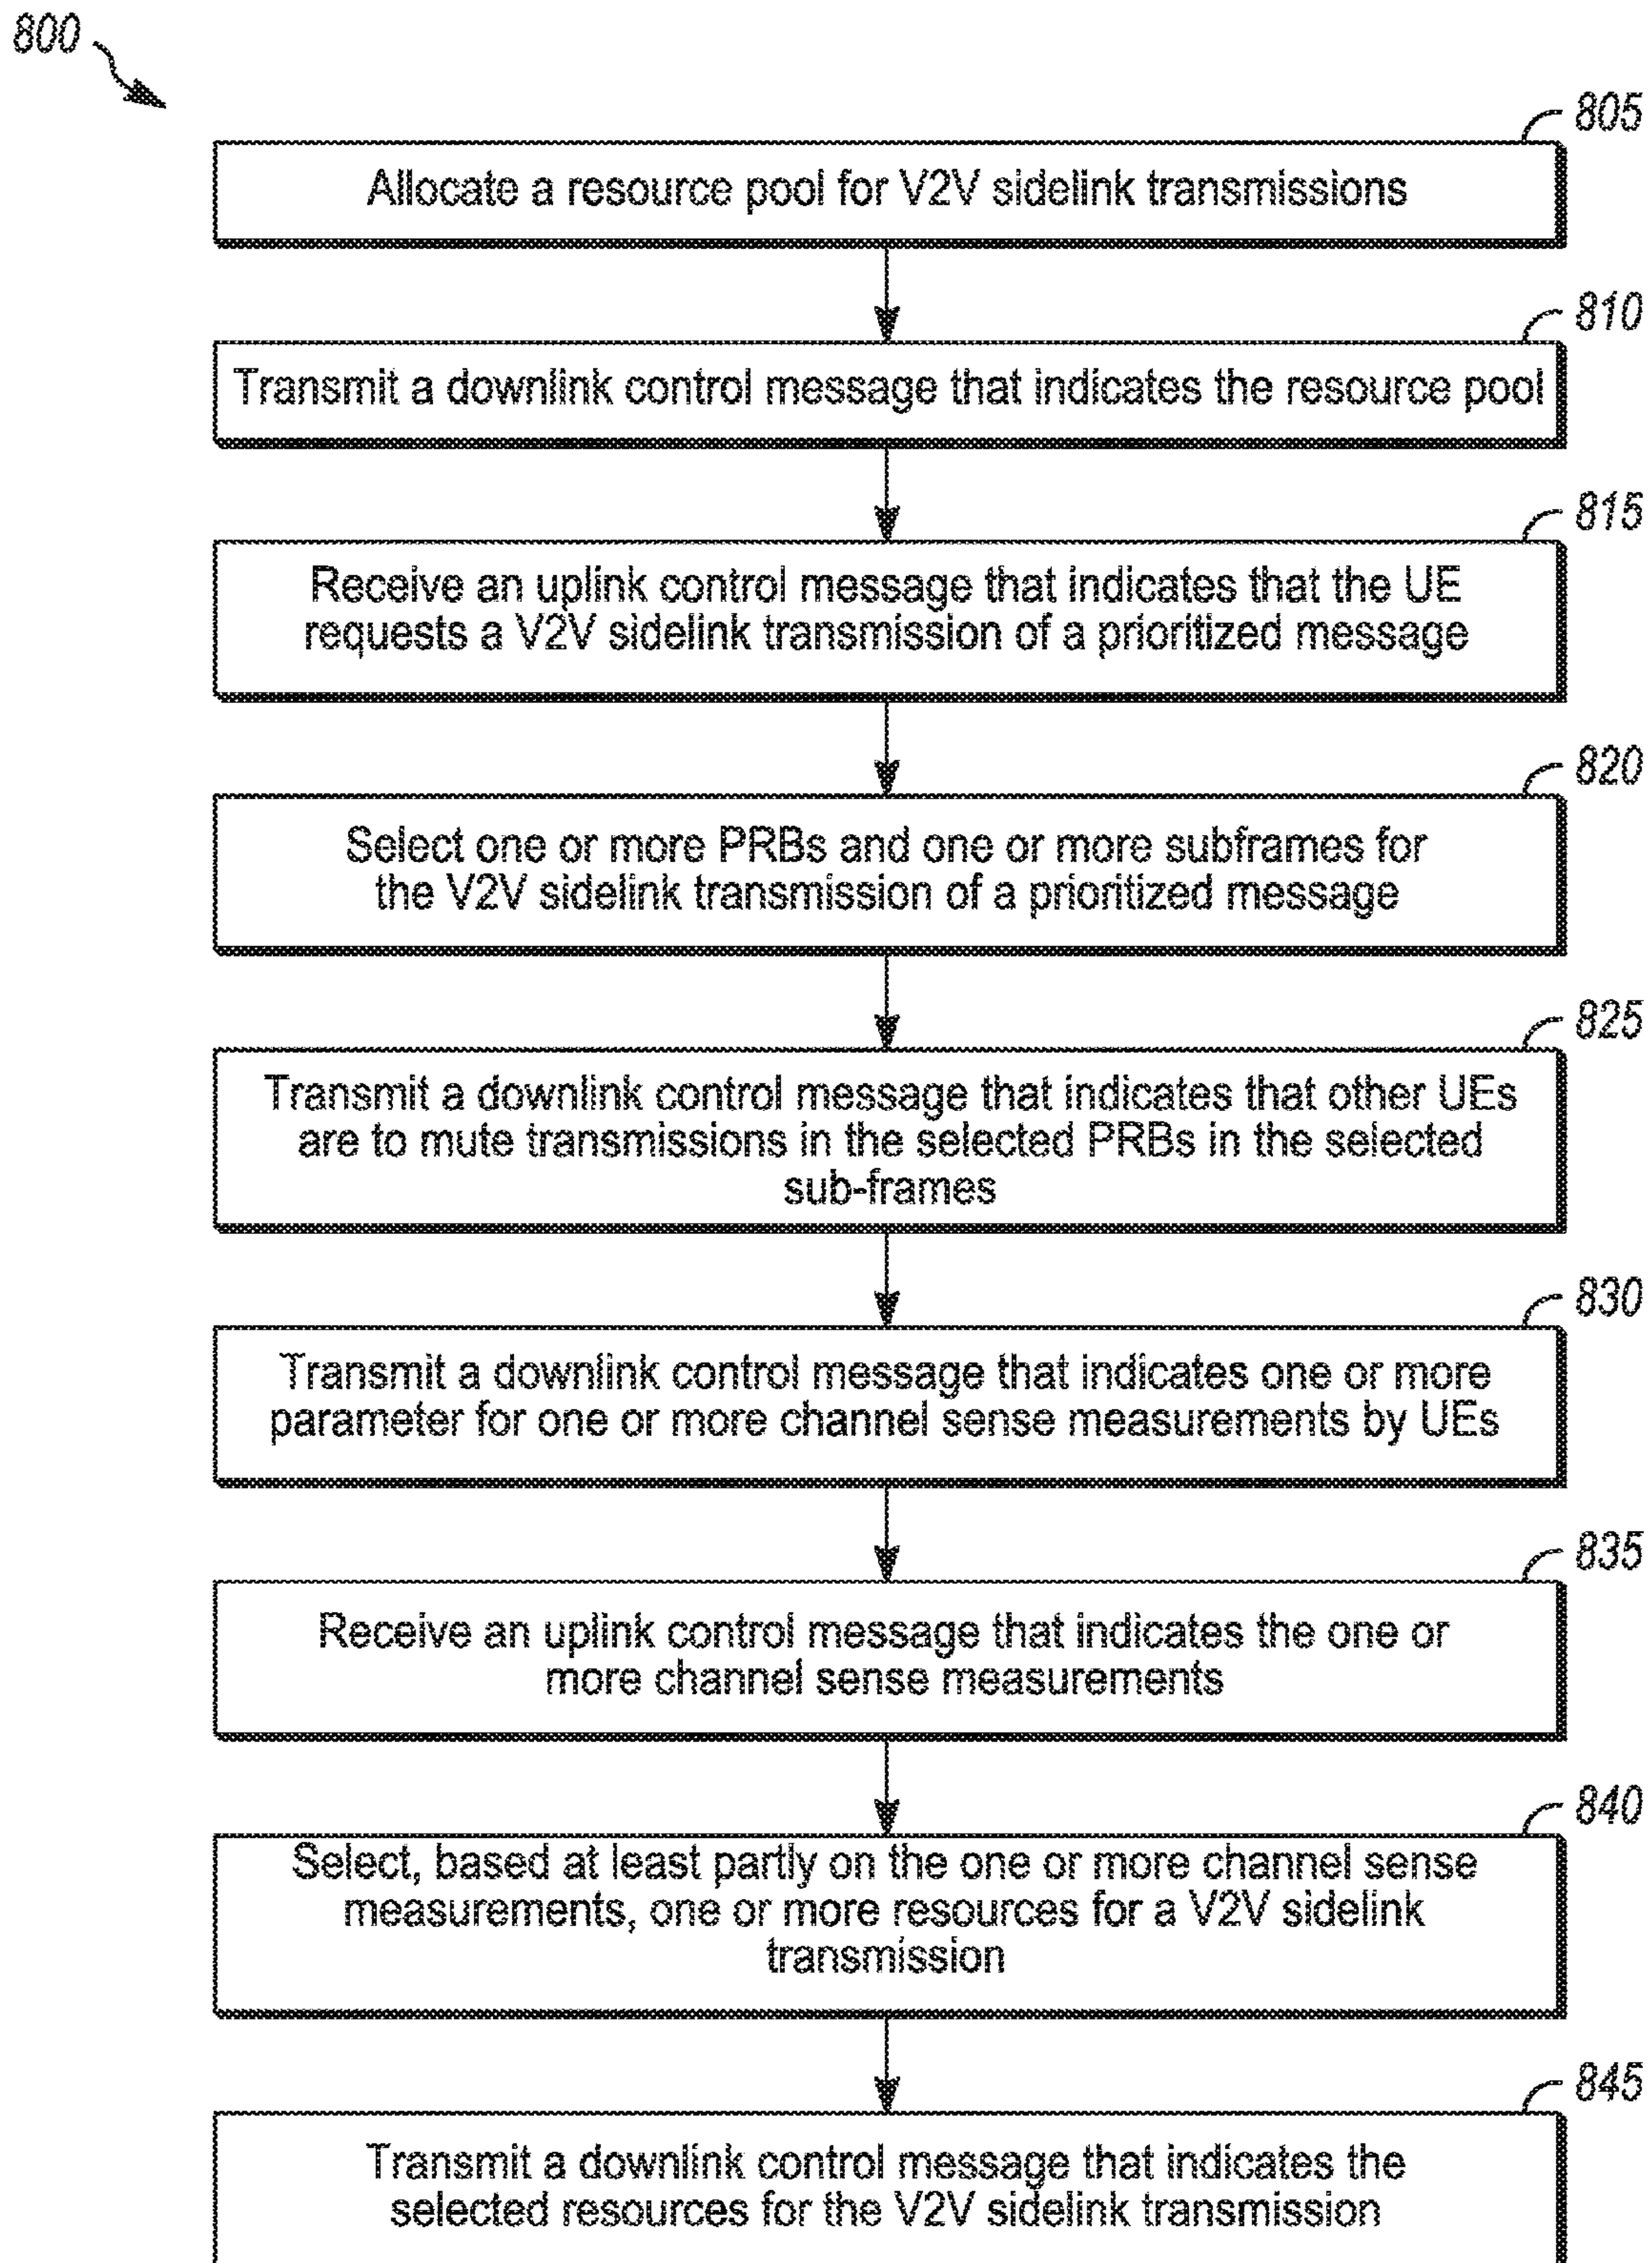 800
805
Allocate a resource pool for V2V sidelink transmissions
810
Transmit a downlink control message that indicates the resource pool
815
Receive an uplink control message that indicates that the UE
requests a V2V sidelink transmission of a prioritized message
820
Select one or more PRBs and one or more subframes for
the V2V sidelink transmission of a prioritized message
825
Transmit a downlink control message that indicates that other UEs
are to mute transmissions in the selected PRBs in the selected
sub-frames
830
Transmit a downlink control message that indicates one or more
parameter for one or more channel sense measurements by UEs
835
Receive an uplink control message that indicates the one or
more channel sense measurements
840
Select, based at least partly on the one or more channel sense
measurements, one or more resources for a V2V sidelink
transmission
845
Transmit a downlink control message that indicates the
selected resources for the V2V sidelink transmission